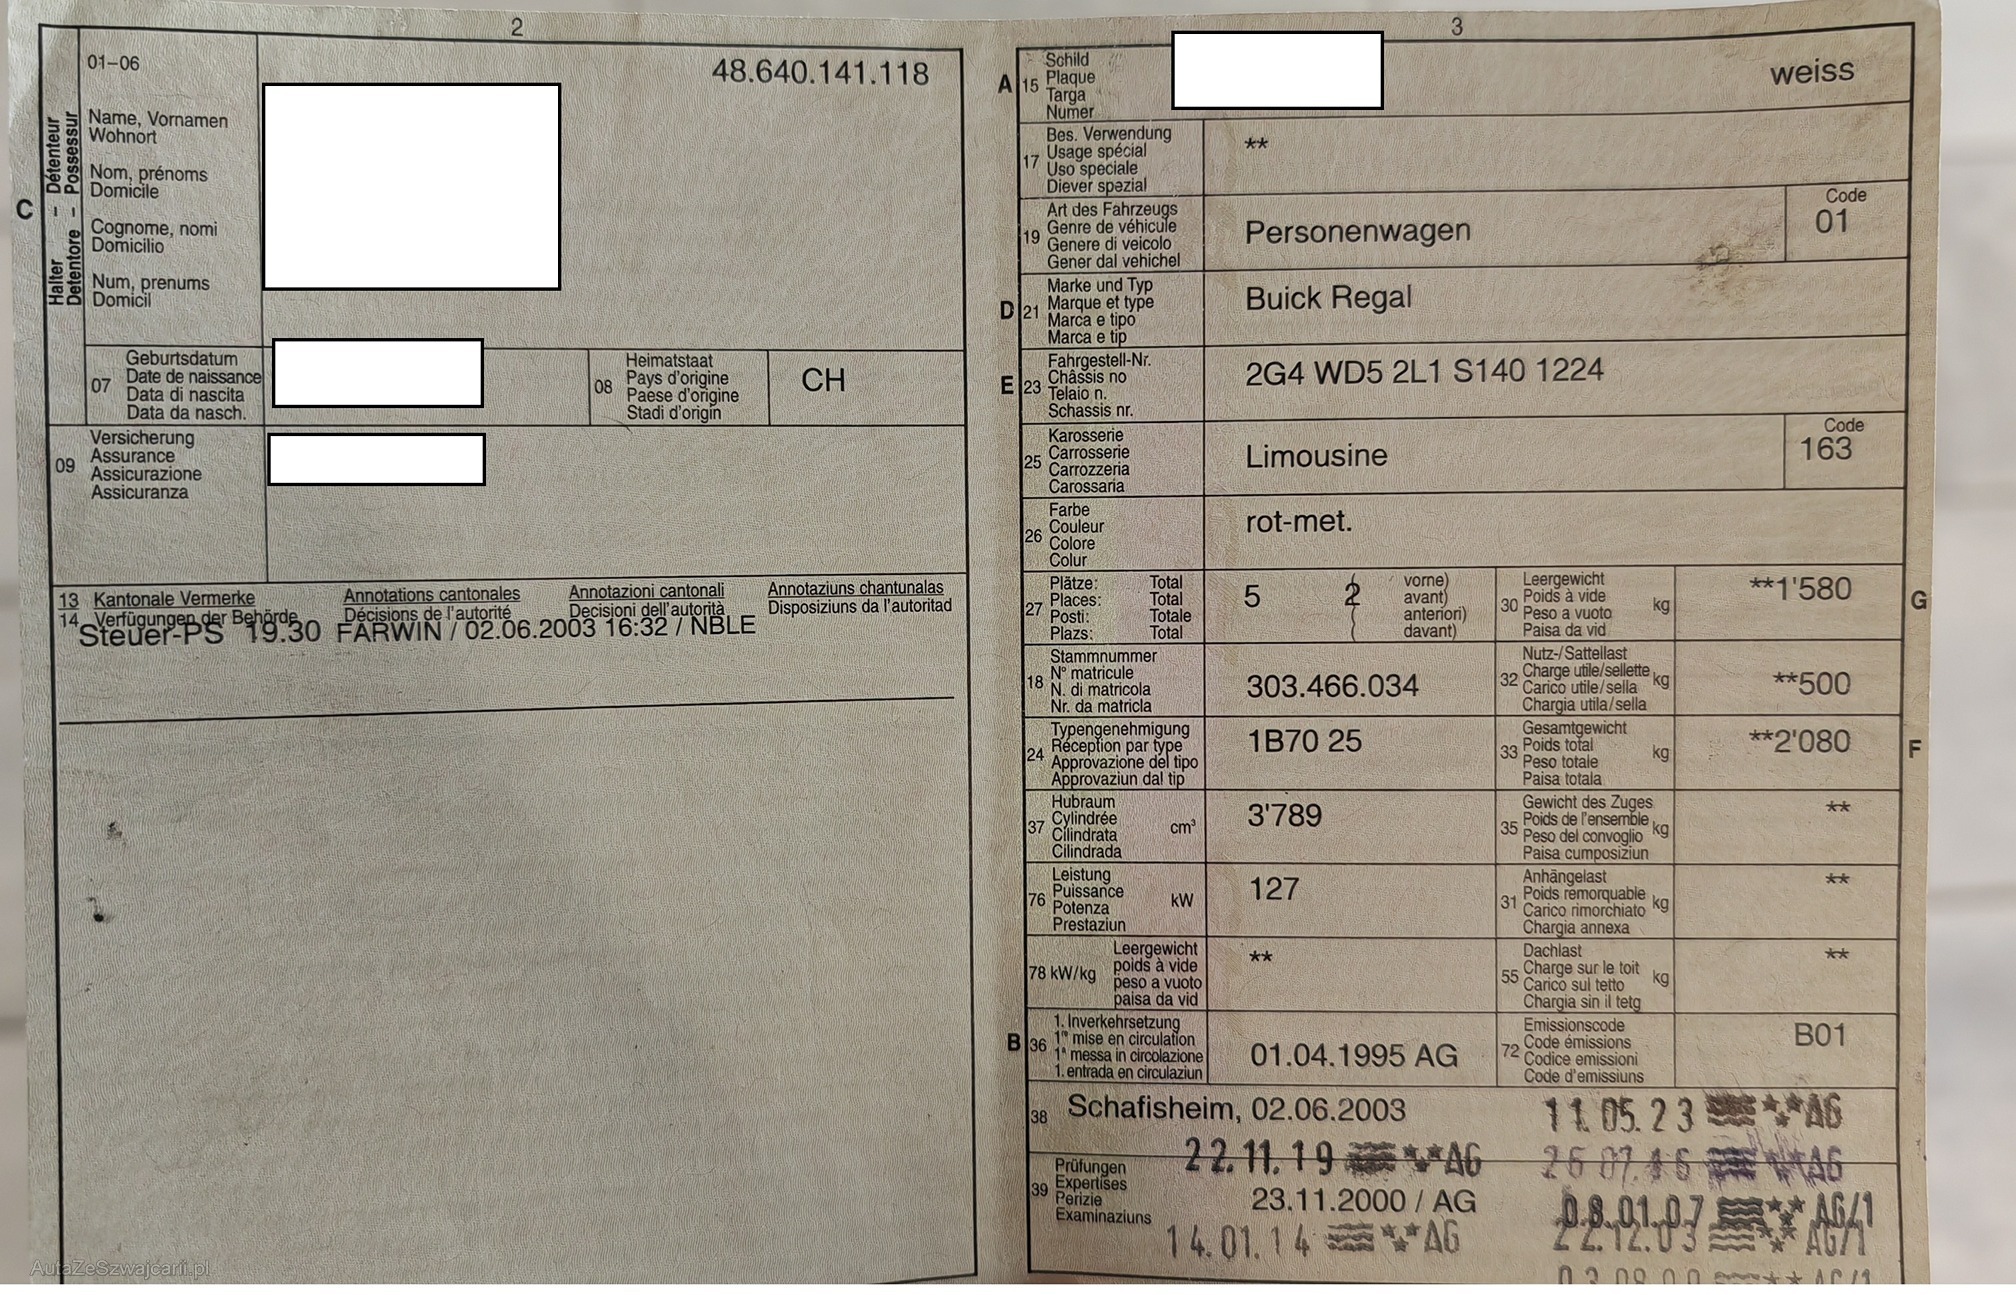 2
01–06
48.640.141.118
C
Halter - Détenteur
Detentore - Possessur
Name, Vornamen
Wohnort
Nom, prénoms
Domicile
Cognome, nomi
Domicilio
Num, prenums
Domicil
07
Geburtsdatum
Date de naissance
Data di nascita
Data da nasch.
08
Heimatstaat
Pays d'origine
Paese d'origine
Stadi d'origin
CH
09
Versicherung
Assurance
Assicurazione
Assicuranza
13 Kantonale Vermerke Annotations cantonales Annotazioni cantonali Annotaziuns chantunalas
14 Verfügungen der Behörde Décisions de l'autorité Decisioni dell'autorità Disposiziuns da l'autoritad
Steuer-PS 19.30 FARWIN / 02.06.2003 16:32 / NBLE
AutaZeSzwajcarii.pl
3
A 15
Schild
Plaque
Targa
Numer
weiss
17
Bes. Verwendung
Usage spécial
Uso speciale
Diever spezial
**
19
Art des Fahrzeugs
Genre de véhicule
Genere di veicolo
Gener dal vehichel
Personenwagen
Code
01
D 21
Marke und Typ
Marque et type
Marca e tipo
Marca e tip
Buick Regal
E 23
Fahrgestell-Nr.
Châssis no
Telaio n.
Schassis nr.
2G4 WD5 2L1 S140 1224
25
Karosserie
Carrosserie
Carrozzeria
Carossaria
Limousine
Code
163
26
Farbe
Couleur
Colore
Colur
rot-met.
27
Plätze: Total
Places: Total
Posti: Totale
Plazs: Total
5 2
vorne)
avant)
anteriori)
davant)
30
Leergewicht
Poids à vide
Peso a vuoto
Paisa da vid
kg
**1'580
G
18
Stammnummer
N° matricule
N. di matricola
Nr. da matricla
303.466.034
32
Nutz-/Sattellast
Charge utile/sellette
Carico utile/sella
Chargia utila/sella
kg
**500
24
Typengenehmigung
Réception par type
Approvazione del tipo
Approvaziun dal tip
1B70 25
33
Gesamtgewicht
Poids total
Peso totale
Paisa totala
kg
**2'080
F
37
Hubraum
Cylindrée
Cilindrata
Cilindrada
cm³
3'789
35
Gewicht des Zuges
Poids de l'ensemble
Peso del convoglio
Paisa cumposiziun
kg
**
76
Leistung
Puissance
Potenza
Prestaziun
kW
127
31
Anhängelast
Poids remorquable
Carico rimorchiato
Chargia annexa
kg
**
78 kW/kg
Leergewicht
poids à vide
peso a vuoto
paisa da vid
**
55
Dachlast
Charge sur le toit
Carico sul tetto
Chargia sin il tetg
kg
**
B 36
1. Inverkehrsetzung
1re mise en circulation
1a messa in circolazione
1. entrada en circulaziun
01.04.1995 AG
72
Emissionscode
Code émissions
Codice emissioni
Code d'emissiuns
B01
38
Schafisheim, 02.06.2003
11.05.23 AG
22.11.19 AG
26.07.16 AG
39
Prüfungen
Expertises
Perizie
Examinaziuns
23.11.2000 / AG
08.01.07 AG/1
14.01.14 AG
22.12.03 AG/1
AG/1